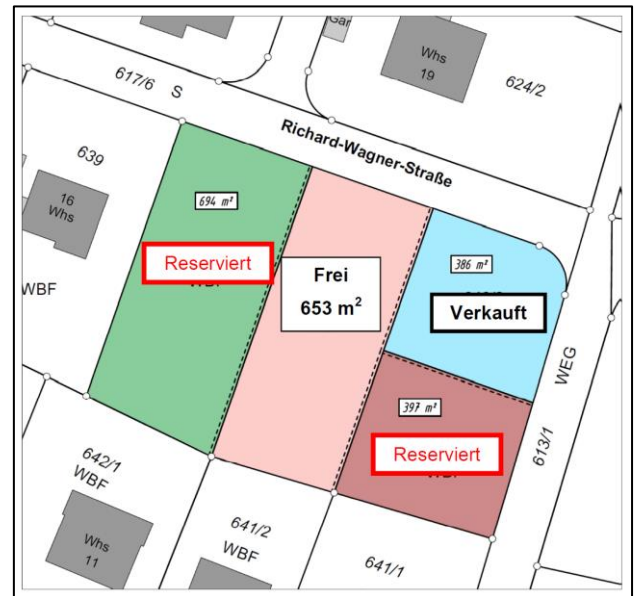 Gar
Whs
19
617/6
S
624/2
Richard-Wagner-Straße
639
694 m²
16
Whs
Reserviert
Frei
653 m²
386 m²
Verkauft
WBF
WEG
397 m²
Reserviert
613/1
642/1
WBF
Whs
11
641/2
WBF
641/1